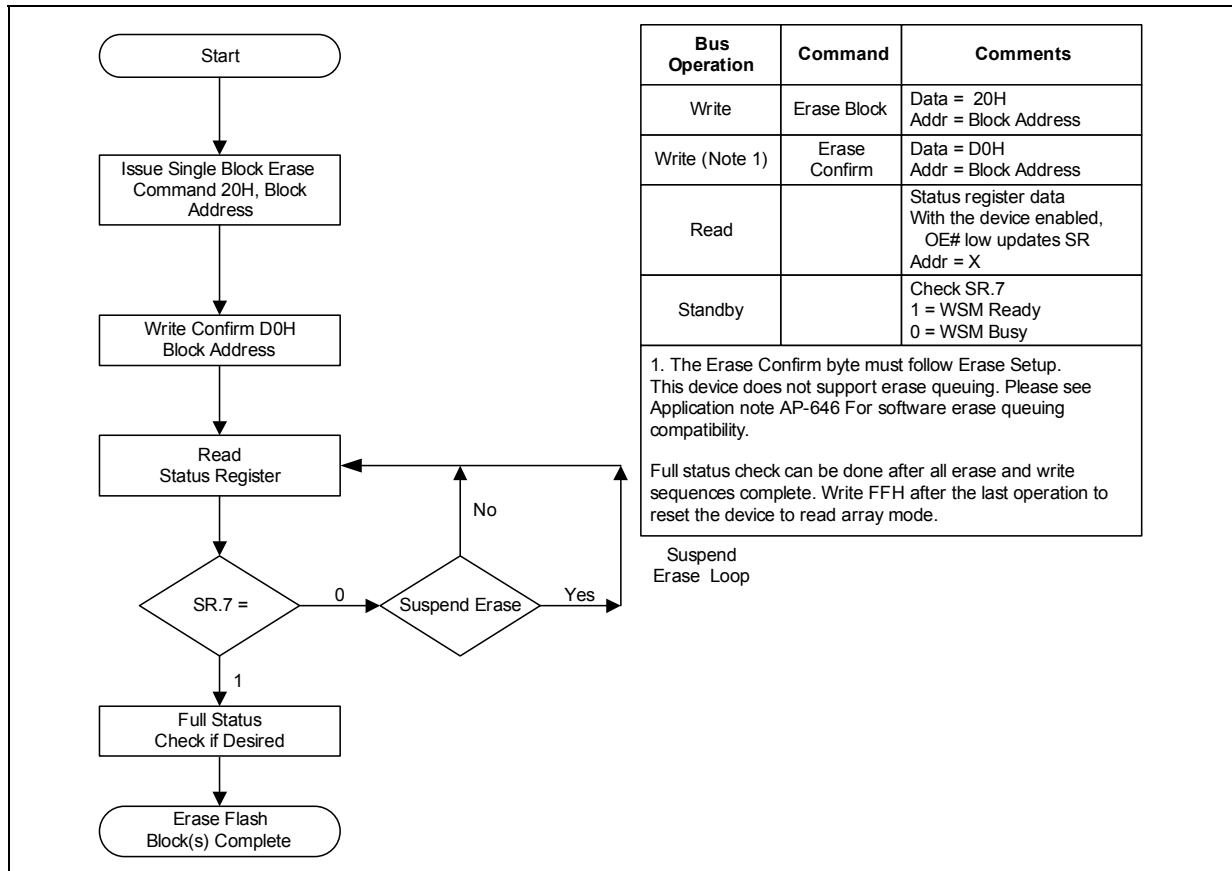 Start
Issue Single Block Erase
Command 20H, Block
Address
Write Confirm D0H
Block Address
Read
Status Register
No
SR.7 =
0
Suspend Erase
Yes
1
Full Status
Check if Desired
Erase Flash
Block(s) Complete
Suspend
Erase Loop
Bus
Operation
Command
Comments
Write
Erase Block
Data = 20H
Addr = Block Address
Write (Note 1)
Erase
Confirm
Data = D0H
Addr = Block Address
Read
Status register data
With the device enabled,
OE# low updates SR
Addr = X
Standby
Check SR.7
1 = WSM Ready
0 = WSM Busy
1. The Erase Confirm byte must follow Erase Setup.
This device does not support erase queuing. Please see
Application note AP-646 For software erase queuing
compatibility.
Full status check can be done after all erase and write
sequences complete. Write FFH after the last operation to
reset the device to read array mode.